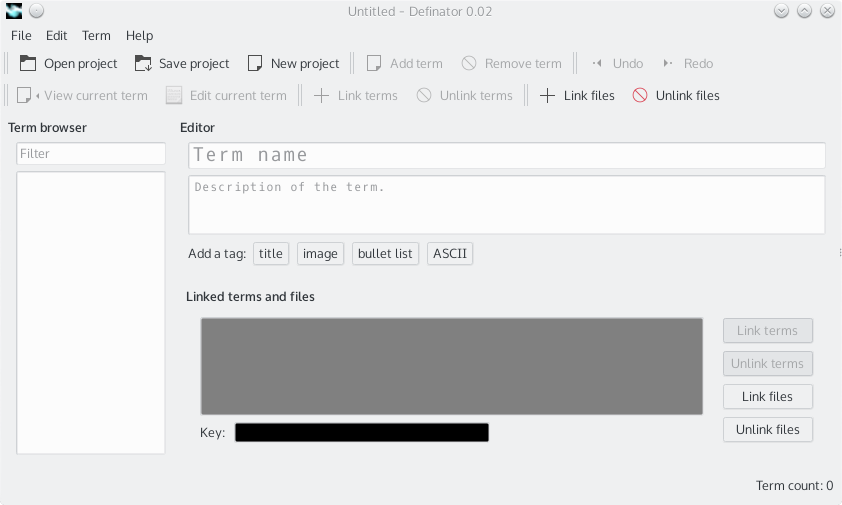 Untitled - Definator 0.02
File Edit Term Help
Open project Save project New project Add term Remove term Undo Redo
View current term Edit current term Link terms Unlink terms Link files Unlink files
Term browser Editor
Filter Term name
Description of the term.
Add a tag: title image bullet list ASCII
Linked terms and files
Link terms
Unlink terms
Link files
Key: Unlink files
Term count: 0